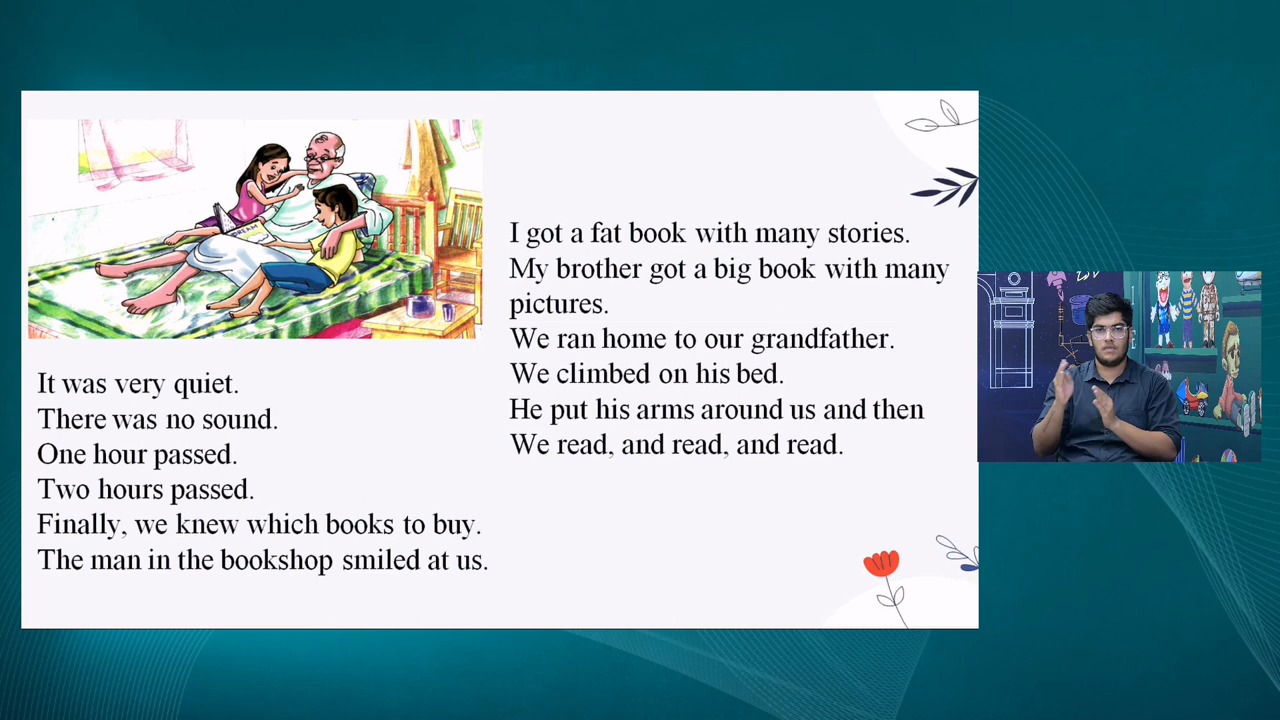 It was very quiet.
There was no sound.
One hour passed.
Two hours passed.
Finally, we knew which books to buy.
The man in the bookshop smiled at us.
I got a fat book with many stories.
My brother got a big book with many
pictures.
We ran home to our grandfather.
We climbed on his bed.
He put his arms around us and then
We read, and read, and read.